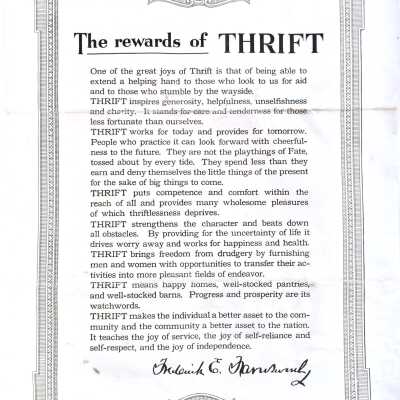 The rewards of THRIFT
One of the great joys of Thrift is that of being able to
extend a helping hand to those who look to us for aid
and to those who stumble by the wayside.
THRIFT inspires generosity, helpfulness, unselfishness
and charity. It stands for care and tenderness for those
less fortunate than ourselves.
THRIFT works for today and provides for tomorrow.
People who practice it can look forward with cheerful-
ness to the future. They are not the playthings of Fate,
tossed about by every tide. They spend less than they
earn and deny themselves the little things of the present
for the sake of big things to come.
THRIFT puts competence and comfort within the
reach of all and provides many wholesome pleasures
of which thriftlessness deprives.
THRIFT strengthens the character and beats down
all obstacles. By providing for the uncertainty of life it
drives worry away and works for happiness and health.
THRIFT brings freedom from drudgery by furnishing
men and women with opportunities to transfer their ac-
tivities into more pleasant fields of endeavor.
THRIFT means happy homes, well-stocked pantries,
and well-stocked barns. Progress and prosperity are its
watchwords.
THRIFT makes the individual a better asset to the com-
munity and the community a better asset to the nation.
It teaches the joy of service, the joy of self-reliance and
self-respect, and the joy of independence.
Frederick E.